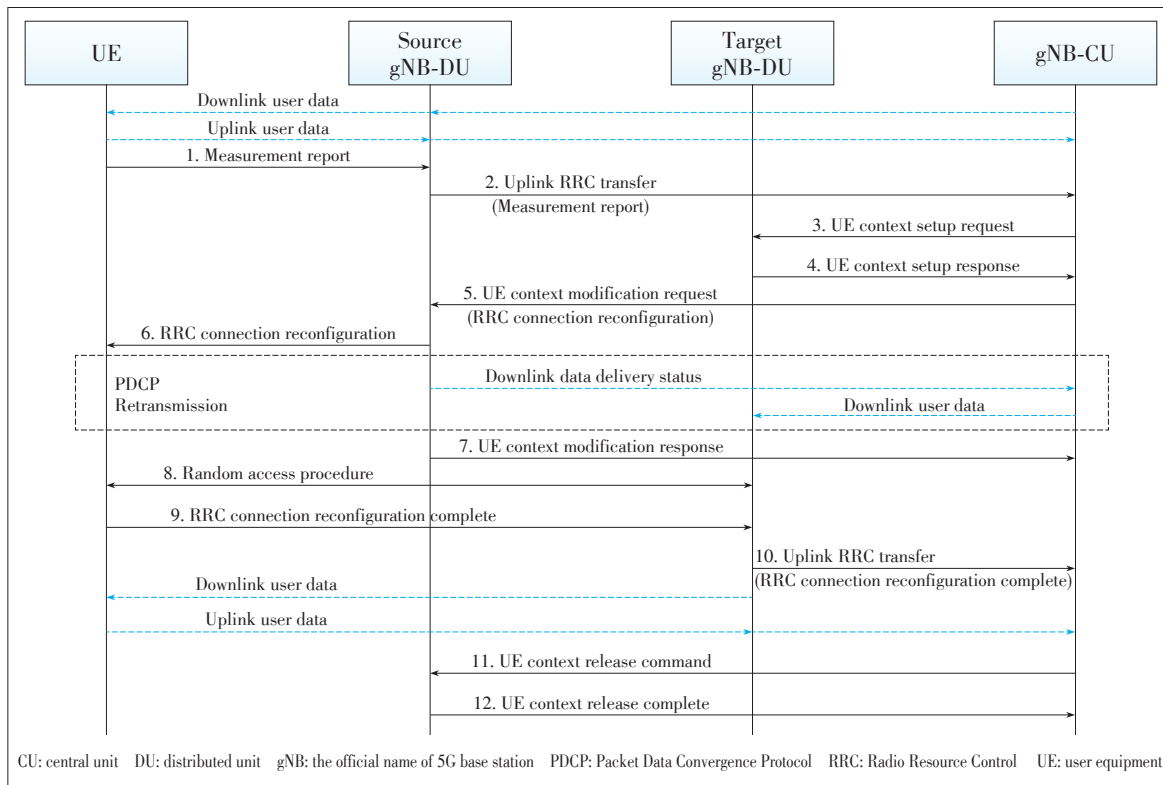 UE
Source
gNB-DU
Target
gNB-DU
gNB-CU
Downlink user data
Uplink user data
1. Measurement report
2. Uplink RRC transfer
(Measurement report)
3. UE context setup request
4. UE context setup response
5. UE context modification request
(RRC connection reconfiguration)
6. RRC connection reconfiguration
PDCP
Retransmission
Downlink data delivery status
Downlink user data
7. UE context modification response
8. Random access procedure
9. RRC connection reconfiguration complete
10. Uplink RRC transfer
(RRC connection reconfiguration complete)
Downlink user data
Uplink user data
11. UE context release command
12. UE context release complete
CU: central unit DU: distributed unit gNB: the official name of 5G base station PDCP: Packet Data Convergence Protocol RRC: Radio Resource Control UE: user equipment